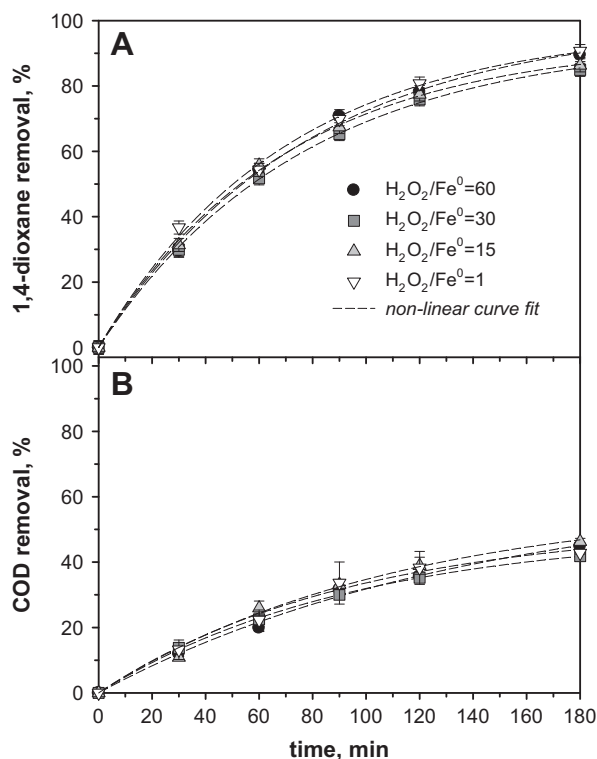 A
1,4-dioxane removal, %
100
80
60
40
20
0
H₂O₂/Fe⁰=60
H₂O₂/Fe⁰=30
H₂O₂/Fe⁰=15
H₂O₂/Fe⁰=1
non-linear curve fit
B
COD removal, %
100
80
60
40
20
0
0 20 40 60 80 100 120 140 160 180
time, min